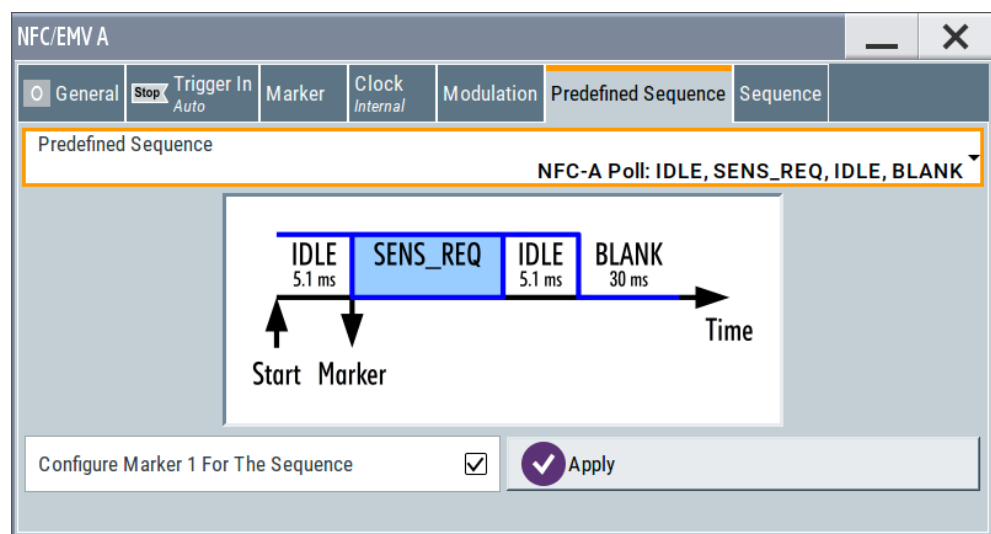 NFC/EMV A
General
Stop Trigger In
Auto
Marker
Clock
Internal
Modulation
Predefined Sequence
Sequence
Predefined Sequence
NFC-A Poll: IDLE, SENS_REQ, IDLE, BLANK
IDLE SENS_REQ IDLE BLANK
5.1 ms 5.1 ms 30 ms
Time
Start Marker
Configure Marker 1 For The Sequence
Apply